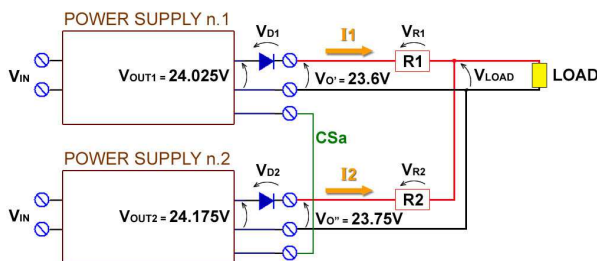 POWER SUPPLY n.1
VD1
I1
VR1
R1
VIN
VOUT1 = 24.025V
VO' = 23.6V
VLOAD
LOAD
CSa
POWER SUPPLY n.2
VD2
I2
VR2
R2
VIN
VOUT2 = 24.175V
VO" = 23.75V